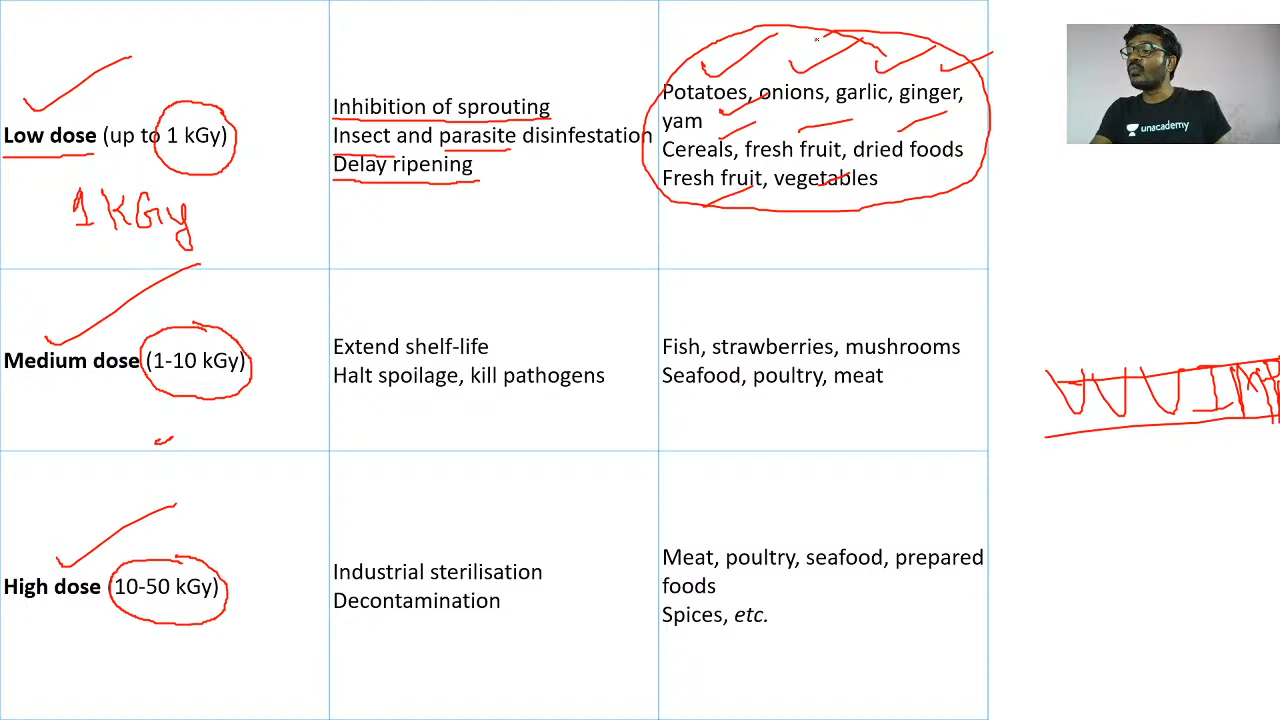 Low dose (up to 1 kGy)
1 KGy
Inhibition of sprouting
Insect and parasite disinfestation
Delay ripening
Potatoes, onions, garlic, ginger,
yam
Cereals, fresh fruit, dried foods
Fresh fruit, vegetables
unacademy
Medium dose (1-10 kGy)
Extend shelf-life
Halt spoilage, kill pathogens
Fish, strawberries, mushrooms
Seafood, poultry, meat
VVV IMP
High dose (10-50 kGy)
Industrial sterilisation
Decontamination
Meat, poultry, seafood, prepared
foods
Spices, etc.